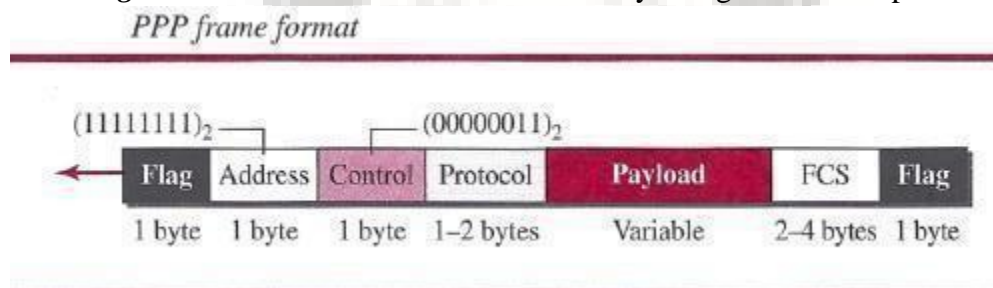 PPP frame format
(11111111)₂ (00000011)₂
Flag Address Control Protocol Payload FCS Flag
1 byte 1 byte 1 byte 1–2 bytes Variable 2–4 bytes 1 byte